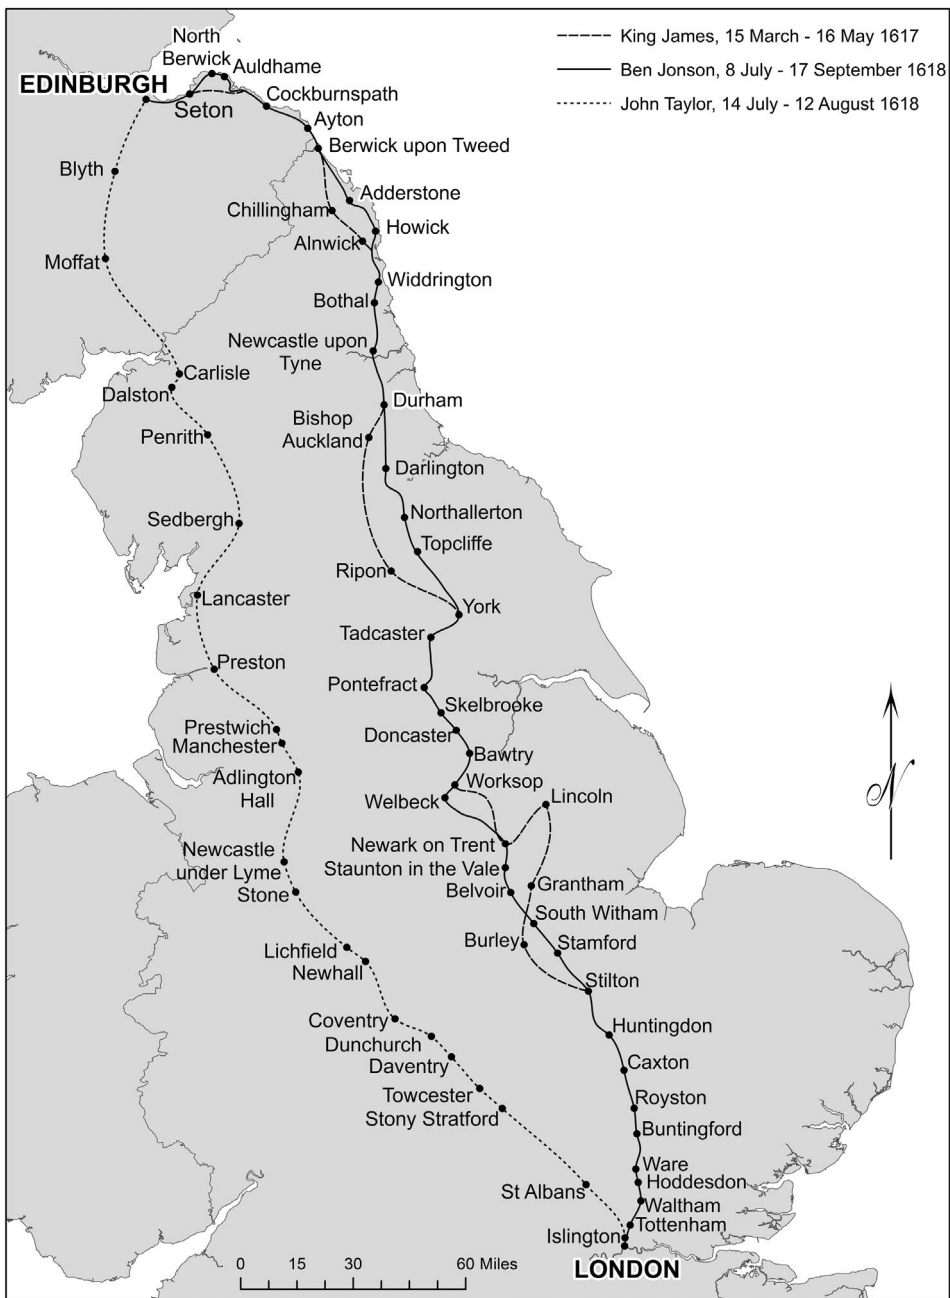 King James, 15 March - 16 May 1617
Ben Jonson, 8 July - 17 September 1618
John Taylor, 14 July - 12 August 1618
North
Berwick
Auldhame
EDINBURGH
Seton
Cockburnspath
Ayton
Berwick upon Tweed
Blyth
Adderstone
Chillingham
Howick
Alnwick
Moffat
Widdrington
Bothal
Newcastle upon
Tyne
Carlisle
Dalston
Durham
Bishop
Auckland
Penrith
Darlington
Northallerton
Sedbergh
Topcliffe
Ripon
Lancaster
York
Tadcaster
Preston
Pontefract
Skelbrooke
Prestwich
Doncaster
Manchester
Bawtry
Adlington
Hall
Worksop
Welbeck
Lincoln
Newark on Trent
Newcastle
under Lyme
Staunton in the Vale
Stone
Belvoir
Grantham
South Witham
Burley
Stamford
Lichfield
Newhall
Stilton
Coventry
Huntingdon
Dunchurch
Daventry
Caxton
Towcester
Royston
Stony Stratford
Buntingford
Ware
Hoddesdon
St Albans
Waltham
Tottenham
Islington
LONDON
0 15 30 60 Miles
N